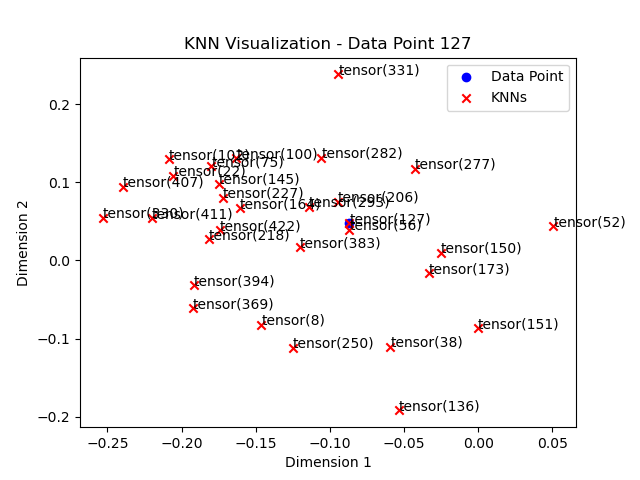 KNN Visualization - Data Point 127
Data Point
KNNs
tensor(331)
tensor(100)
tensor(282)
tensor(75)
tensor(277)
tensor(22)
tensor(407)
tensor(145)
tensor(227)
tensor(206)
tensor(164)
tensor(411)
tensor(127)
tensor(56)
tensor(52)
tensor(422)
tensor(218)
tensor(383)
tensor(150)
tensor(173)
tensor(394)
tensor(369)
tensor(8)
tensor(151)
tensor(250)
tensor(38)
tensor(136)
0.2
0.1
0.0
−0.1
−0.2
Dimension 2
−0.25
−0.20
−0.15
−0.10
−0.05
0.00
0.05
Dimension 1